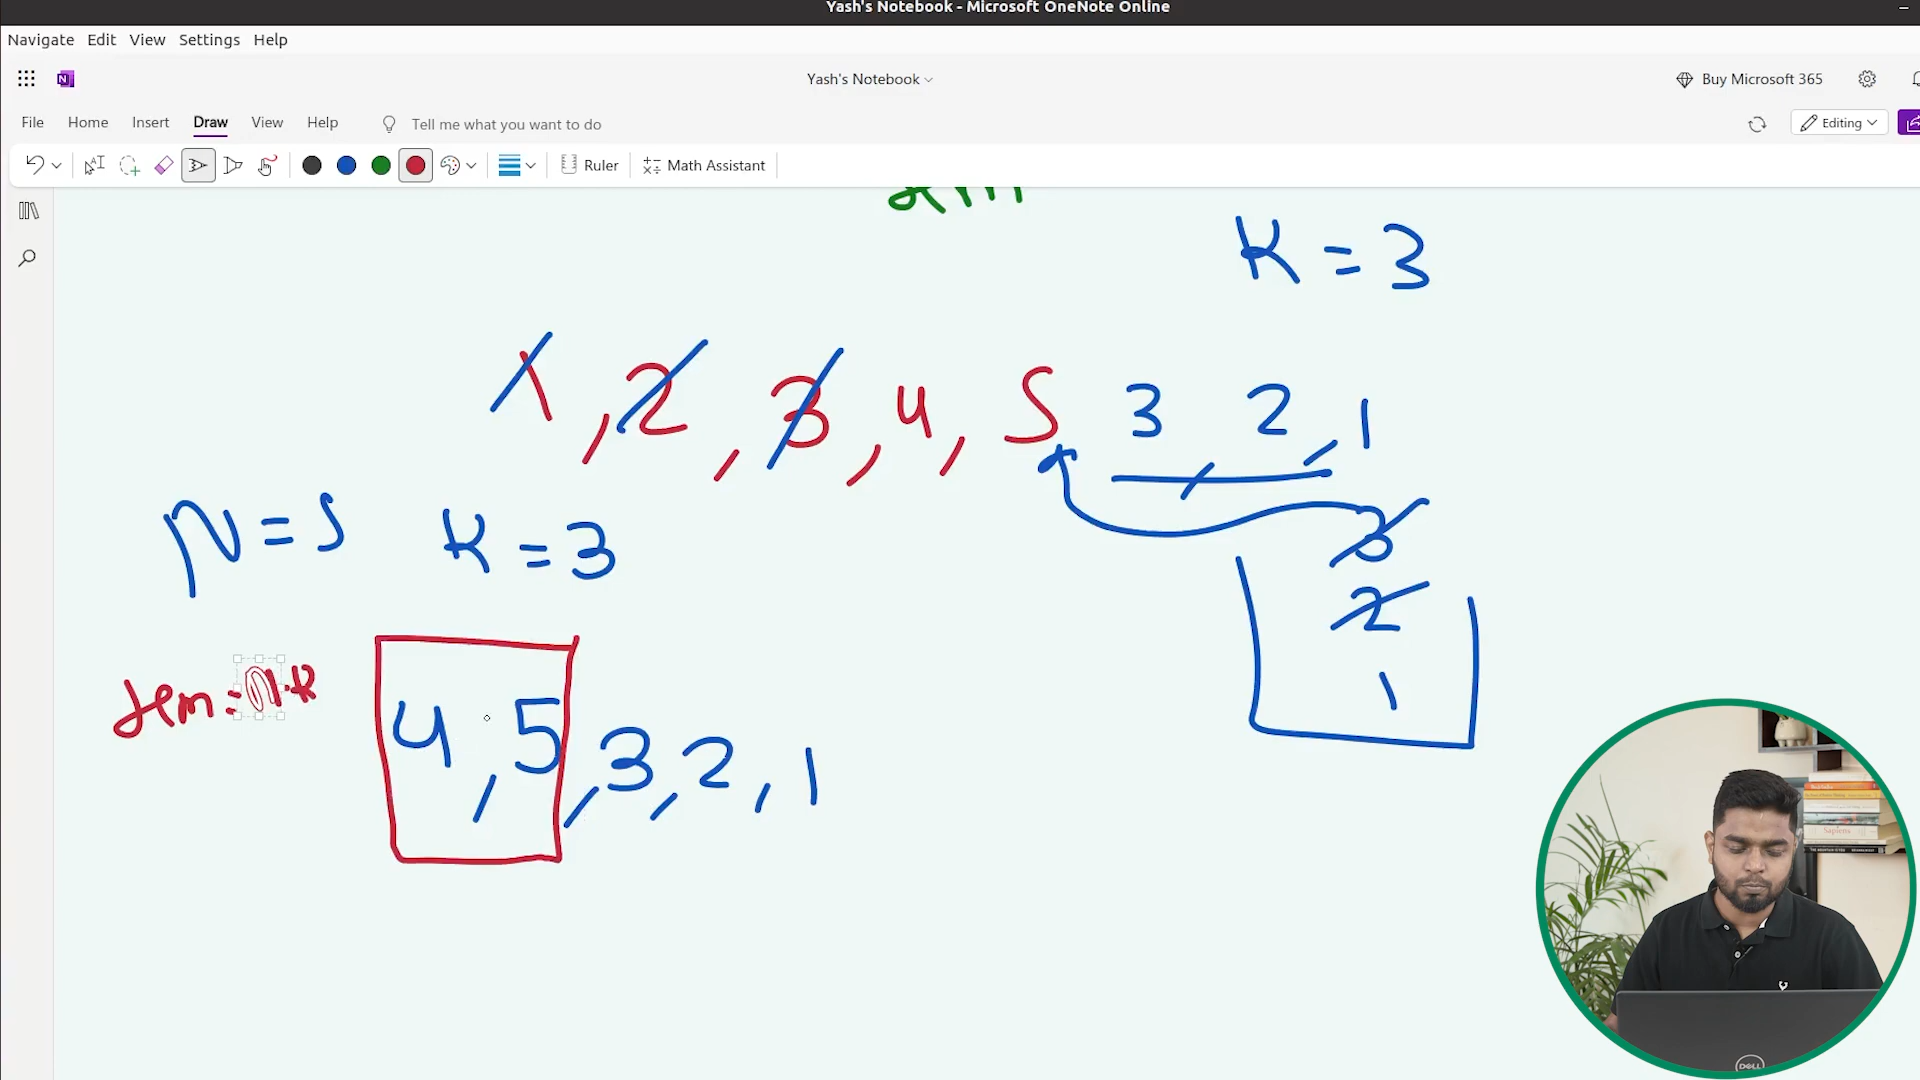 Yash's Notebook - Microsoft OneNote Online
Navigate Edit View Settings Help
Yash's Notebook
Buy Microsoft 365
File Home Insert Draw View Help Tell me what you want to do
Editing
Ruler Math Assistant
K = 3
1, 2, 3, 4, 5 3 2, 1
N = 5 K = 3
3
2
1
4, 5, 3, 2, 1
DELL